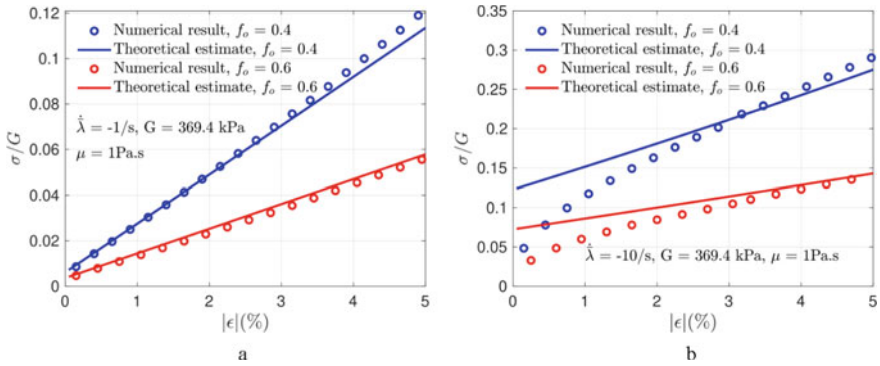 0.12
0.1
0.08
0.06
0.04
0.02
0
σ/G
Numerical result, f_o = 0.4
Theoretical estimate, f_o = 0.4
Numerical result, f_o = 0.6
Theoretical estimate, f_o = 0.6
λ̇ = -1/s, G = 369.4 kPa
μ = 1Pa.s
0 1 2 3 4 5
|ϵ|(%)
a
0.35
0.3
0.25
0.2
0.15
0.1
0.05
0
σ/G
Numerical result, f_o = 0.4
Theoretical estimate, f_o = 0.4
Numerical result, f_o = 0.6
Theoretical estimate, f_o = 0.6
λ̇ = -10/s, G = 369.4 kPa, μ = 1Pa.s
0 1 2 3 4 5
|ϵ|(%)
b